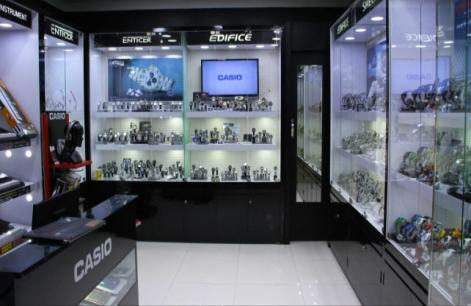 INSTRUMENT
ENTICER
ENTICER
EDIFICE
EDIFICE
CASIO
CASIO
CASIO